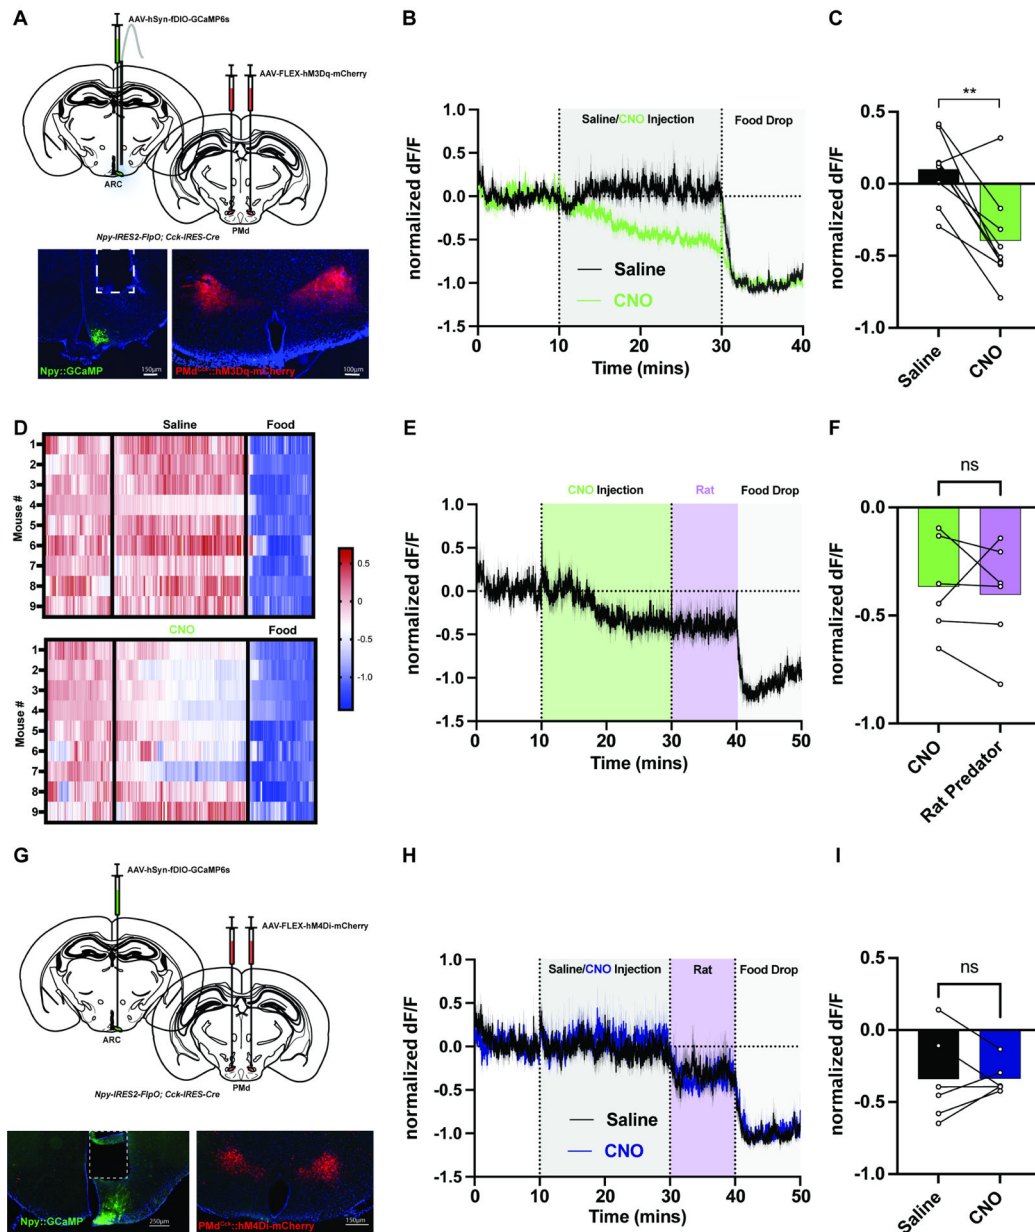 A
AAV-hSyn-fDIO-GCaMP6s
AAV-FLEX-hM3Dq-mCherry
ARC
PMd
Npy-IRES2-FlpO; Cck-IRES-Cre
Npy::GCaMP
150µm
PMdCck::hM3Dq-mCherry
100µm
B
normalized dF/F
1.0
0.5
0.0
-0.5
-1.0
-1.5
Saline/CNO Injection
Food Drop
Saline
CNO
0
10
20
30
40
Time (mins)
C
normalized dF/F
0.5
0.0
-0.5
-1.0
**
Saline
CNO
D
Saline
Food
Mouse #
1
2
3
4
5
6
7
8
9
CNO
Food
Mouse #
1
2
3
4
5
6
7
8
9
0.5
0
-0.5
-1.0
E
normalized dF/F
1.0
0.5
0.0
-0.5
-1.0
-1.5
CNO Injection
Rat
Food Drop
0
10
20
30
40
50
Time (mins)
F
normalized dF/F
0.0
-0.5
-1.0
ns
CNO
Rat Predator
G
AAV-hSyn-fDIO-GCaMP6s
AAV-FLEX-hM4Di-mCherry
ARC
PMd
Npy-IRES2-FlpO; Cck-IRES-Cre
Npy::GCaMP
250µm
PMdCck::hM4Di-mCherry
150µm
H
normalized dF/F
1.0
0.5
0.0
-0.5
-1.0
-1.5
Saline/CNO Injection
Rat
Food Drop
Saline
CNO
0
10
20
30
40
50
Time (mins)
I
normalized dF/F
0.5
0.0
-0.5
-1.0
ns
Saline
CNO